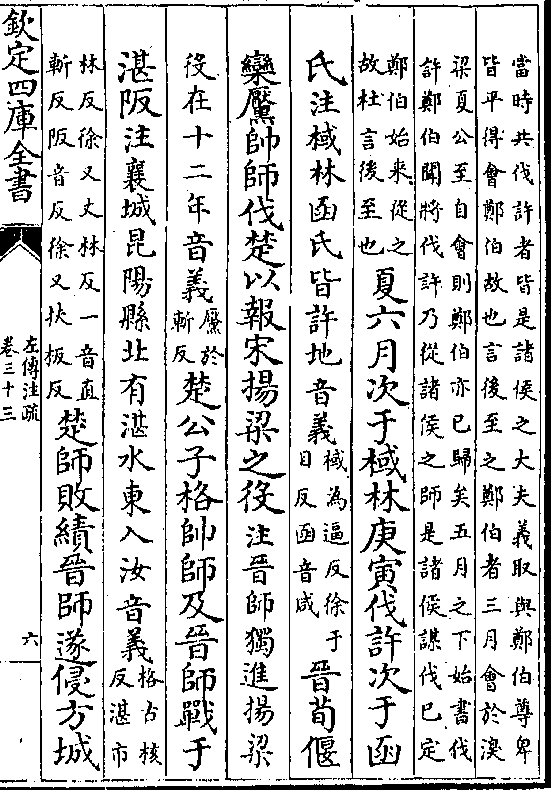 當時共伐許者皆是諸侯之大夫義取與鄭伯尊卑
皆平得會鄭伯故也言後至之鄭伯者三月會於湨
梁夏公至自會則鄭伯亦已歸矣五月之下始書伐
許鄭伯聞將伐許乃從諸侯之師是諸侯謀伐已定
鄭伯始來從之
故杜言後至也
夏六月次于棫林庚寅伐許次于函
氏注棫林函氏皆許地音義
棫為逼反徐于
目反函音咸
晉荀偃
欒黶帥師伐楚以報宋揚梁之役注晉師獨進揚梁
役在十二年音義
黶於
斬反
楚公子格帥師及晉師戰于
湛阪注襄城昆陽縣北有湛水東入汝音義
格古核
反湛市
林反徐又丈林反一音直
斬反阪音反徐又扶板反
楚師敗績晉師遂侵方城
欽定四庫全書
左傳注疏
卷三十三
六